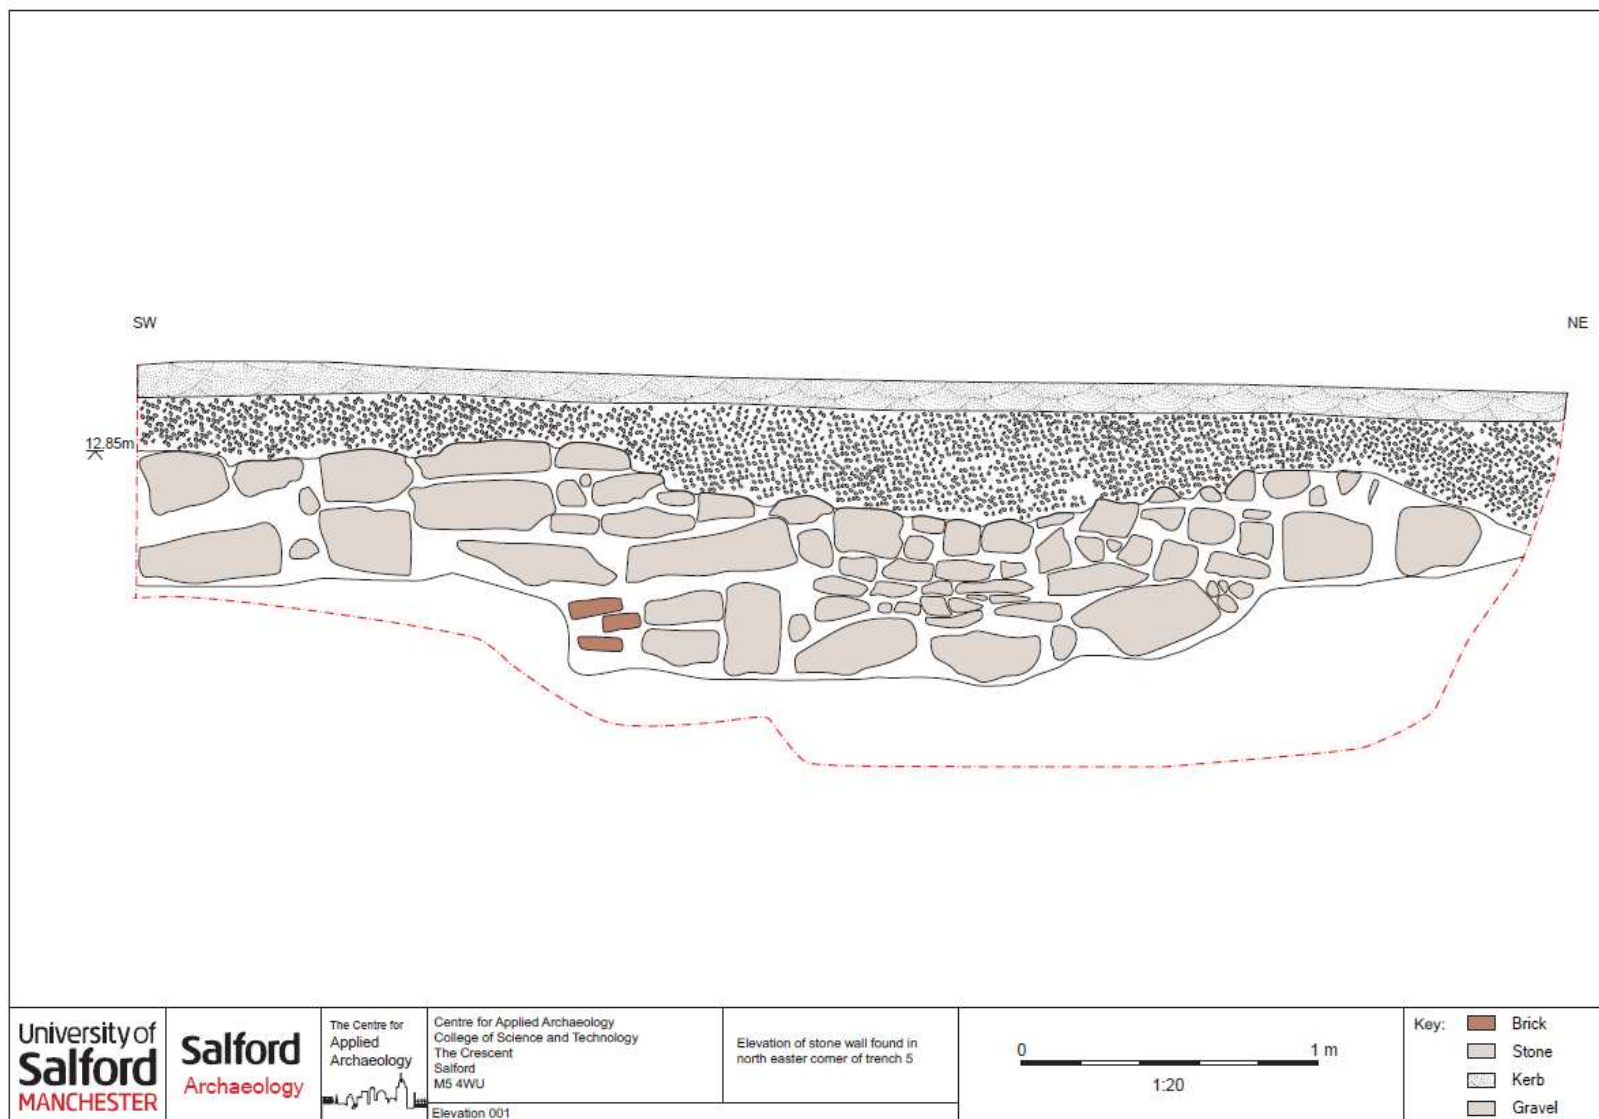 SW
NE
12.85m
University of
Salford
MANCHESTER
Salford
Archaeology
The Centre for
Applied
Archaeology
Centre for Applied Archaeology
College of Science and Technology
The Crescent
Salford
M5 4WU
Elevation 001
Elevation of stone wall found in
north easter corner of trench 5
0
1 m
1:20
Key:
Brick
Stone
Kerb
Gravel